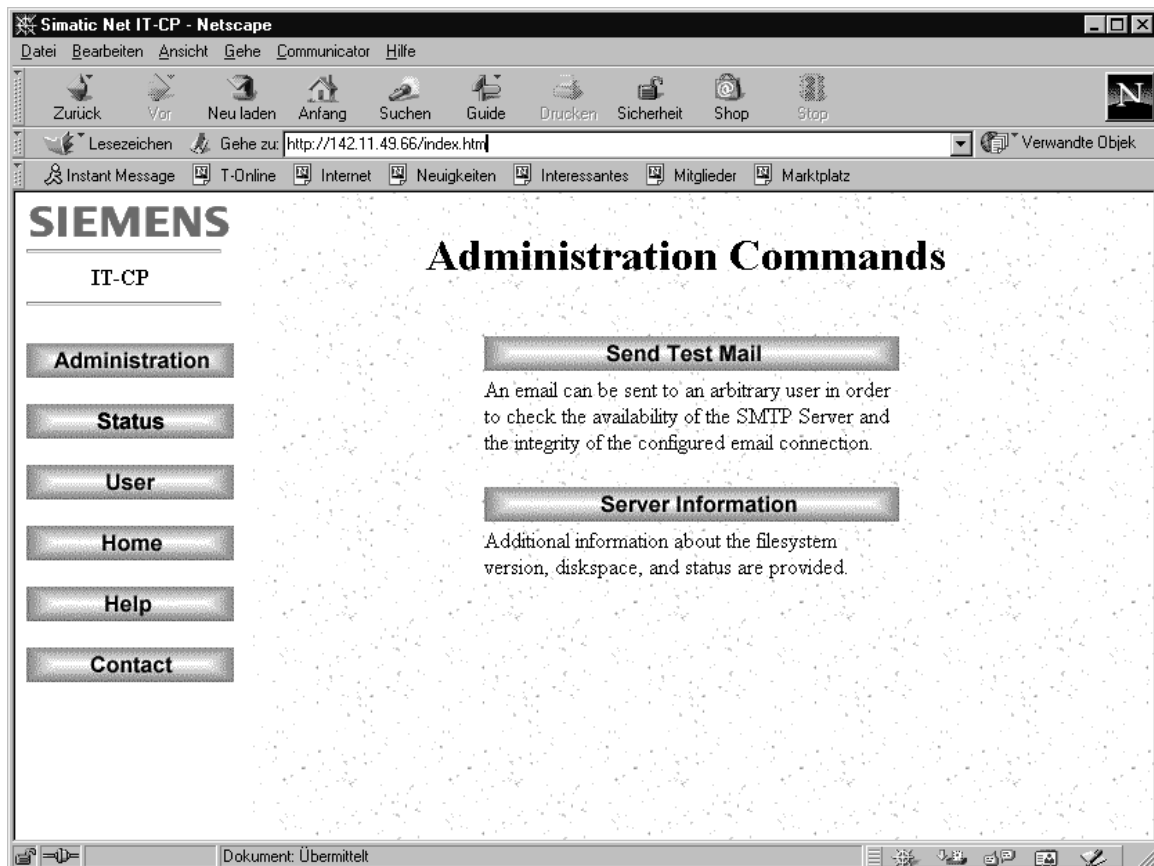 Simatic Net IT-CP - Netscape
Datei Bearbeiten Ansicht Gehe Communicator Hilfe
Zurück Vor Neu laden Anfang Suchen Guide Drucken Sicherheit Shop Stop
N
Lesezeichen Gehe zu: http://142.11.49.66/index.htm Verwandte Objek
Instant Message T-Online Internet Neuigkeiten Interessantes Mitglieder Marktplatz
SIEMENS
IT-CP
Administration
Status
User
Home
Help
Contact
Administration Commands
Send Test Mail
An email can be sent to an arbitrary user in order
to check the availability of the SMTP Server and
the integrity of the configured email connection.
Server Information
Additional information about the filesystem
version, diskspace, and status are provided.
Dokument: Übermittelt